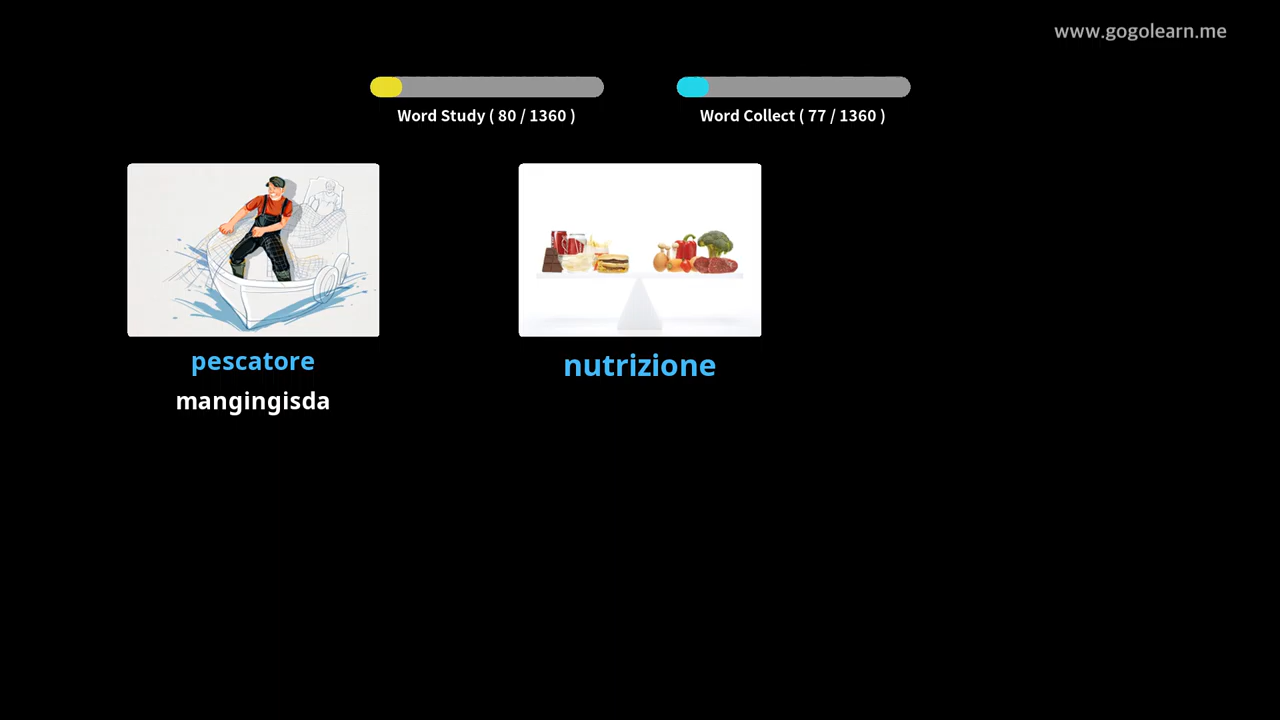 www.gogolearn.me
Word Study ( 80 / 1360 )
Word Collect ( 77 / 1360 )
pescatore
mangingisda
nutrizione